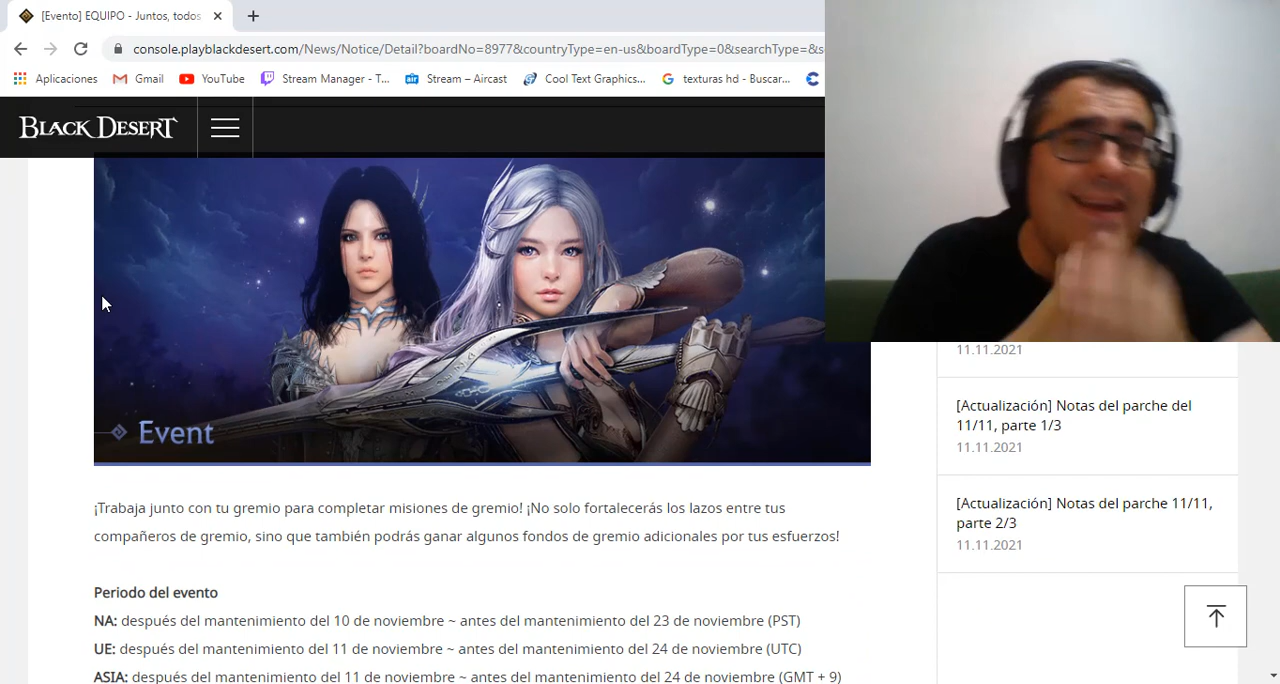 [Evento] EQUIPO - Juntos, todos
console.playblackdesert.com/News/Notice/Detail?boardNo=8977&countryType=en-us&boardType=0&searchType=&s
Aplicaciones Gmail YouTube Stream Manager - T... Stream – Aircast Cool Text Graphics... texturas hd - Buscar...
BLACK DESERT
Event
¡Trabaja junto con tu gremio para completar misiones de gremio! ¡No solo fortalecerás los lazos entre tus
compañeros de gremio, sino que también podrás ganar algunos fondos de gremio adicionales por tus esfuerzos!
Periodo del evento
NA: después del mantenimiento del 10 de noviembre ~ antes del mantenimiento del 23 de noviembre (PST)
UE: después del mantenimiento del 11 de noviembre ~ antes del mantenimiento del 24 de noviembre (UTC)
ASIA: después del mantenimiento del 11 de noviembre ~ antes del mantenimiento del 24 de noviembre (GMT + 9)
11.11.2021
[Actualización] Notas del parche del
11/11, parte 1/3
11.11.2021
[Actualización] Notas del parche 11/11,
parte 2/3
11.11.2021